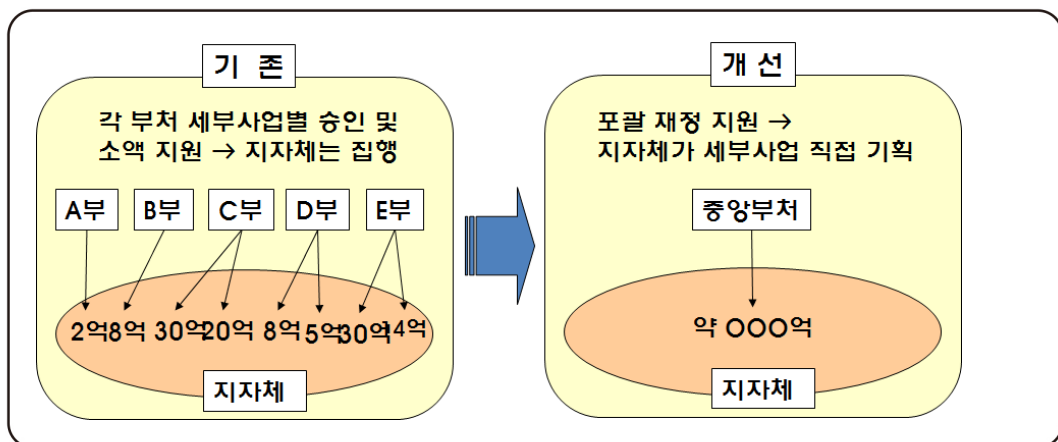 기 존
각 부처 세부사업별 승인 및
소액 지원 → 지자체는 집행
A부 B부 C부 D부 E부
2억 8억 30억 20억 8억 5억 30억 14억
지자체
개 선
포괄 재정 지원 →
지자체가 세부사업 직접 기획
중앙부처
약 OOO억
지자체